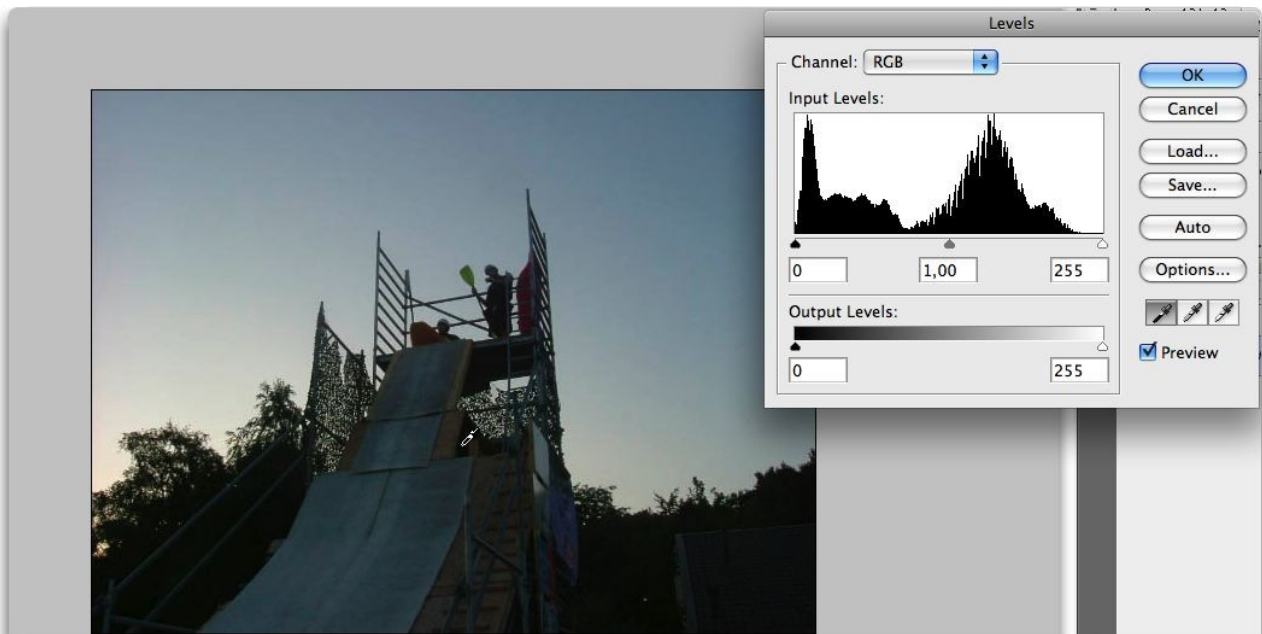 Levels
Channel: RGB
OK
Input Levels:
Cancel
Load...
Save...
Auto
0 1,00 255
Options...
Output Levels:
Preview
0 255